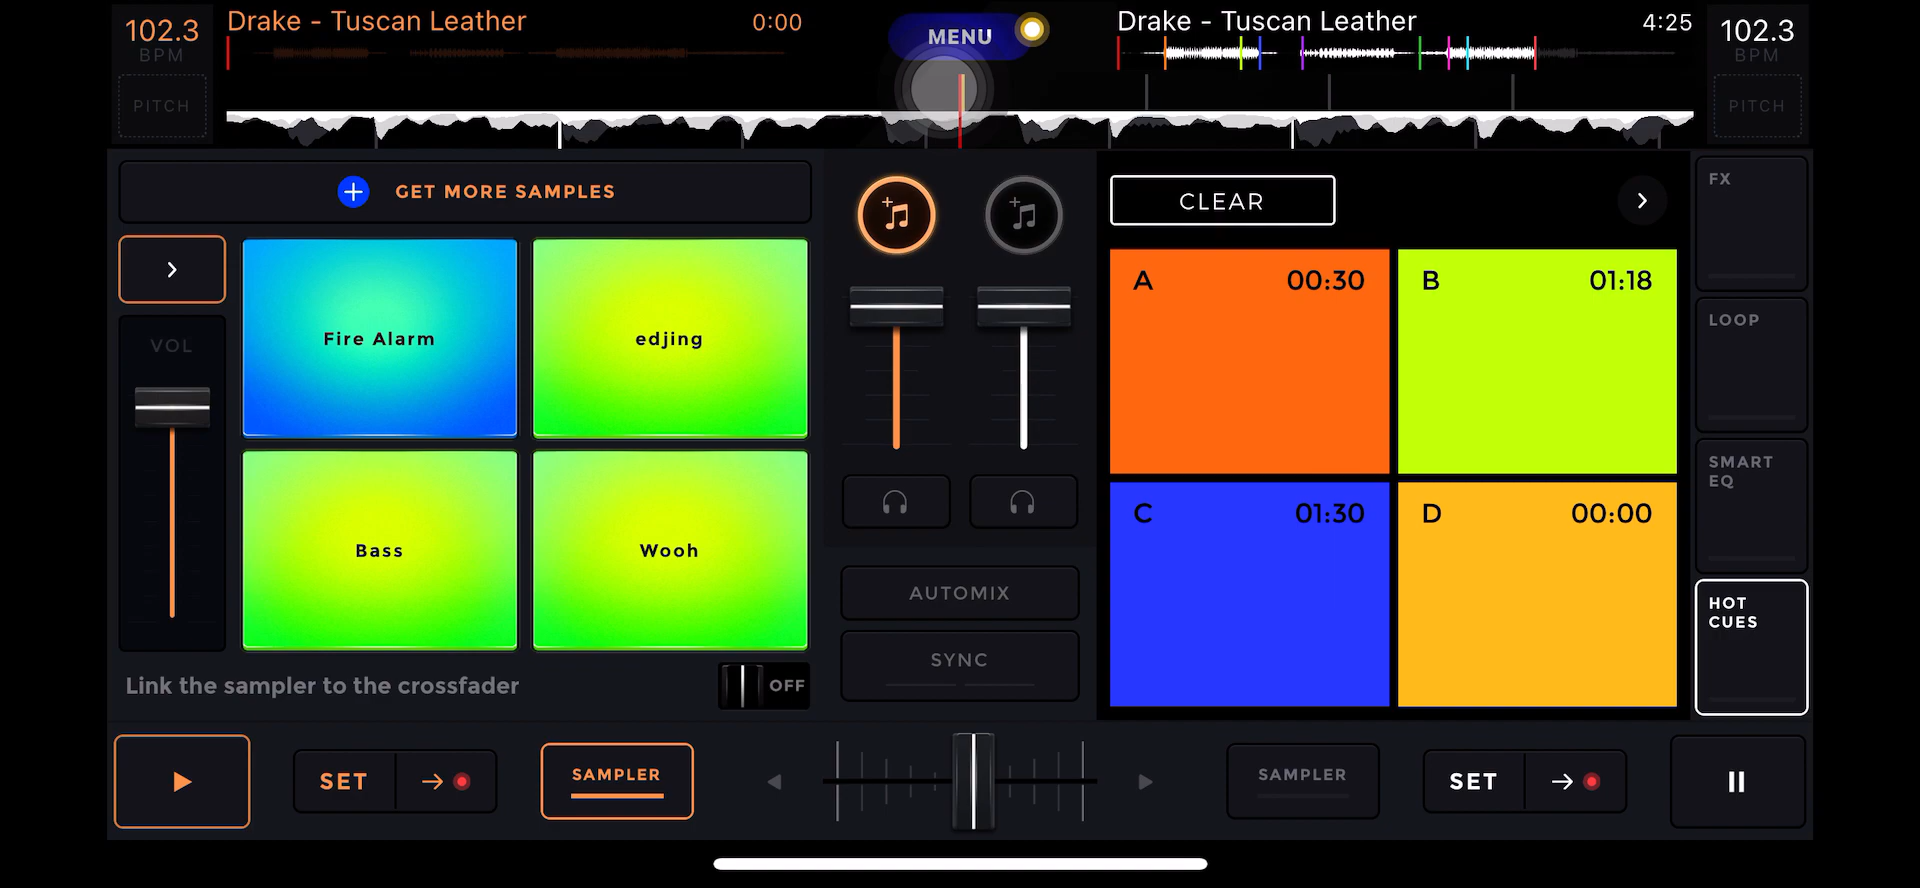 102.3
BPM
PITCH
Drake - Tuscan Leather
0:00
MENU
Drake - Tuscan Leather
4:25
102.3
BPM
PITCH
GET MORE SAMPLES
VOL
Fire Alarm
edjing
Bass
Wooh
Link the sampler to the crossfader
OFF
AUTOMIX
SYNC
CLEAR
A 00:30
B 01:18
C 01:30
D 00:00
FX
LOOP
SMART
EQ
HOT
CUES
SET
SAMPLER
SAMPLER
SET